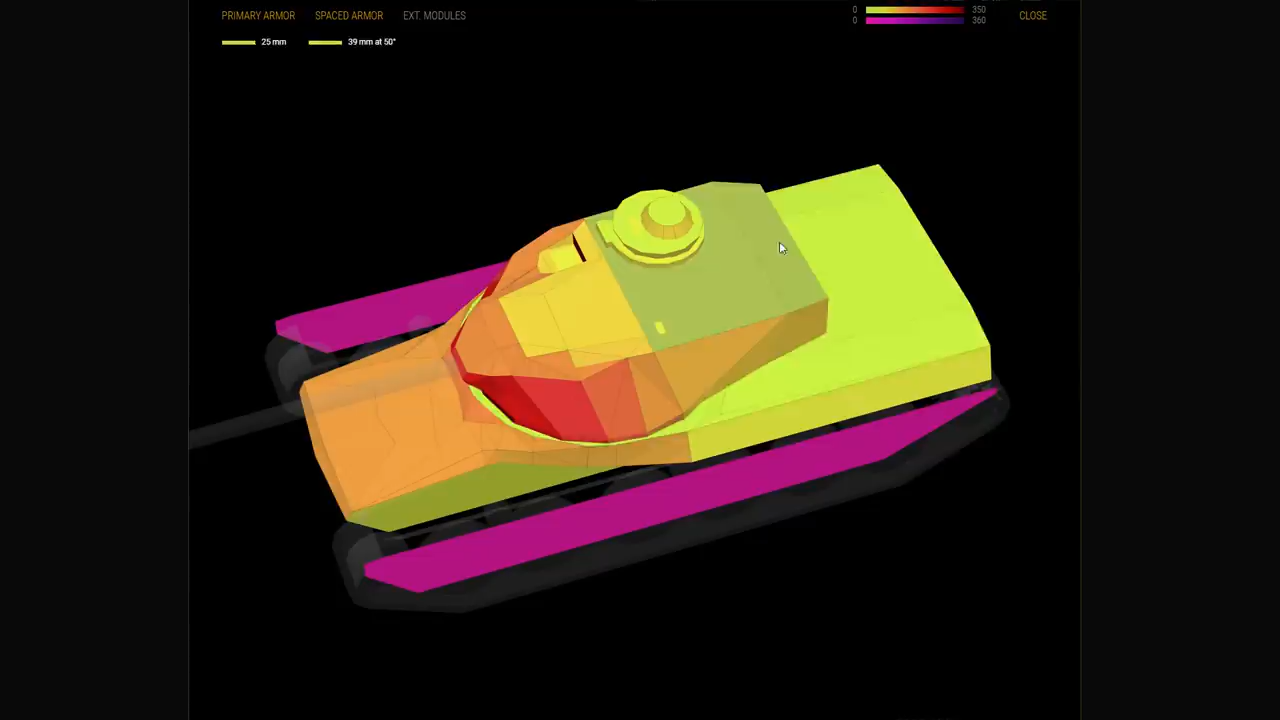 PRIMARY ARMOR SPACED ARMOR EXT. MODULES 0 350 CLOSE
0 360
25 mm 39 mm at 50°